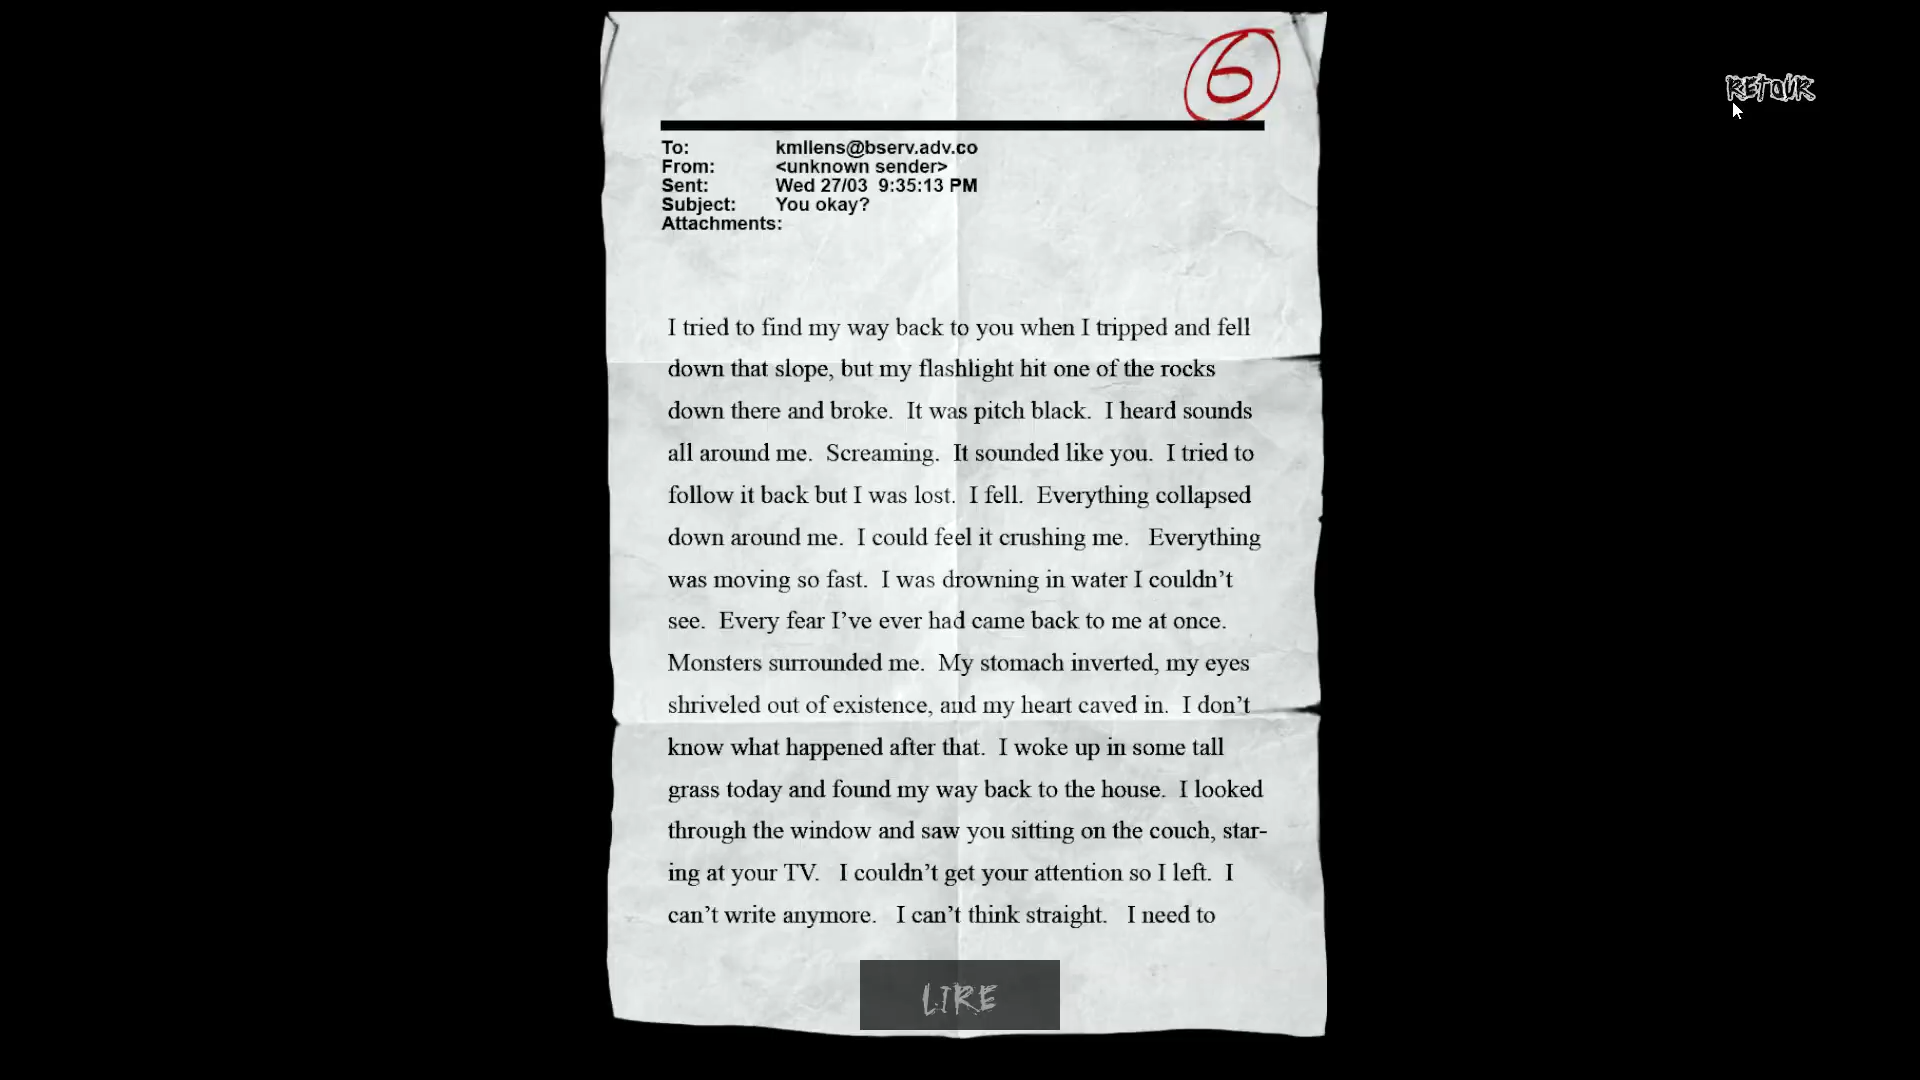 6
RETOUR
To: kmllens@bserv.adv.co
From: <unknown sender>
Sent: Wed 27/03  9:35:13 PM
Subject: You okay?
Attachments:
I tried to find my way back to you when I tripped and fell
down that slope, but my flashlight hit one of the rocks
down there and broke.  It was pitch black.  I heard sounds
all around me.  Screaming.  It sounded like you.  I tried to
follow it back but I was lost.  I fell.  Everything collapsed
down around me.  I could feel it crushing me.   Everything
was moving so fast.  I was drowning in water I couldn’t
see.  Every fear I’ve ever had came back to me at once.
Monsters surrounded me.  My stomach inverted, my eyes
shriveled out of existence, and my heart caved in.  I don’t
know what happened after that.  I woke up in some tall
grass today and found my way back to the house.  I looked
through the window and saw you sitting on the couch, star-
ing at your TV.   I couldn’t get your attention so I left.  I
can’t write anymore.   I can’t think straight.   I need to
LIRE